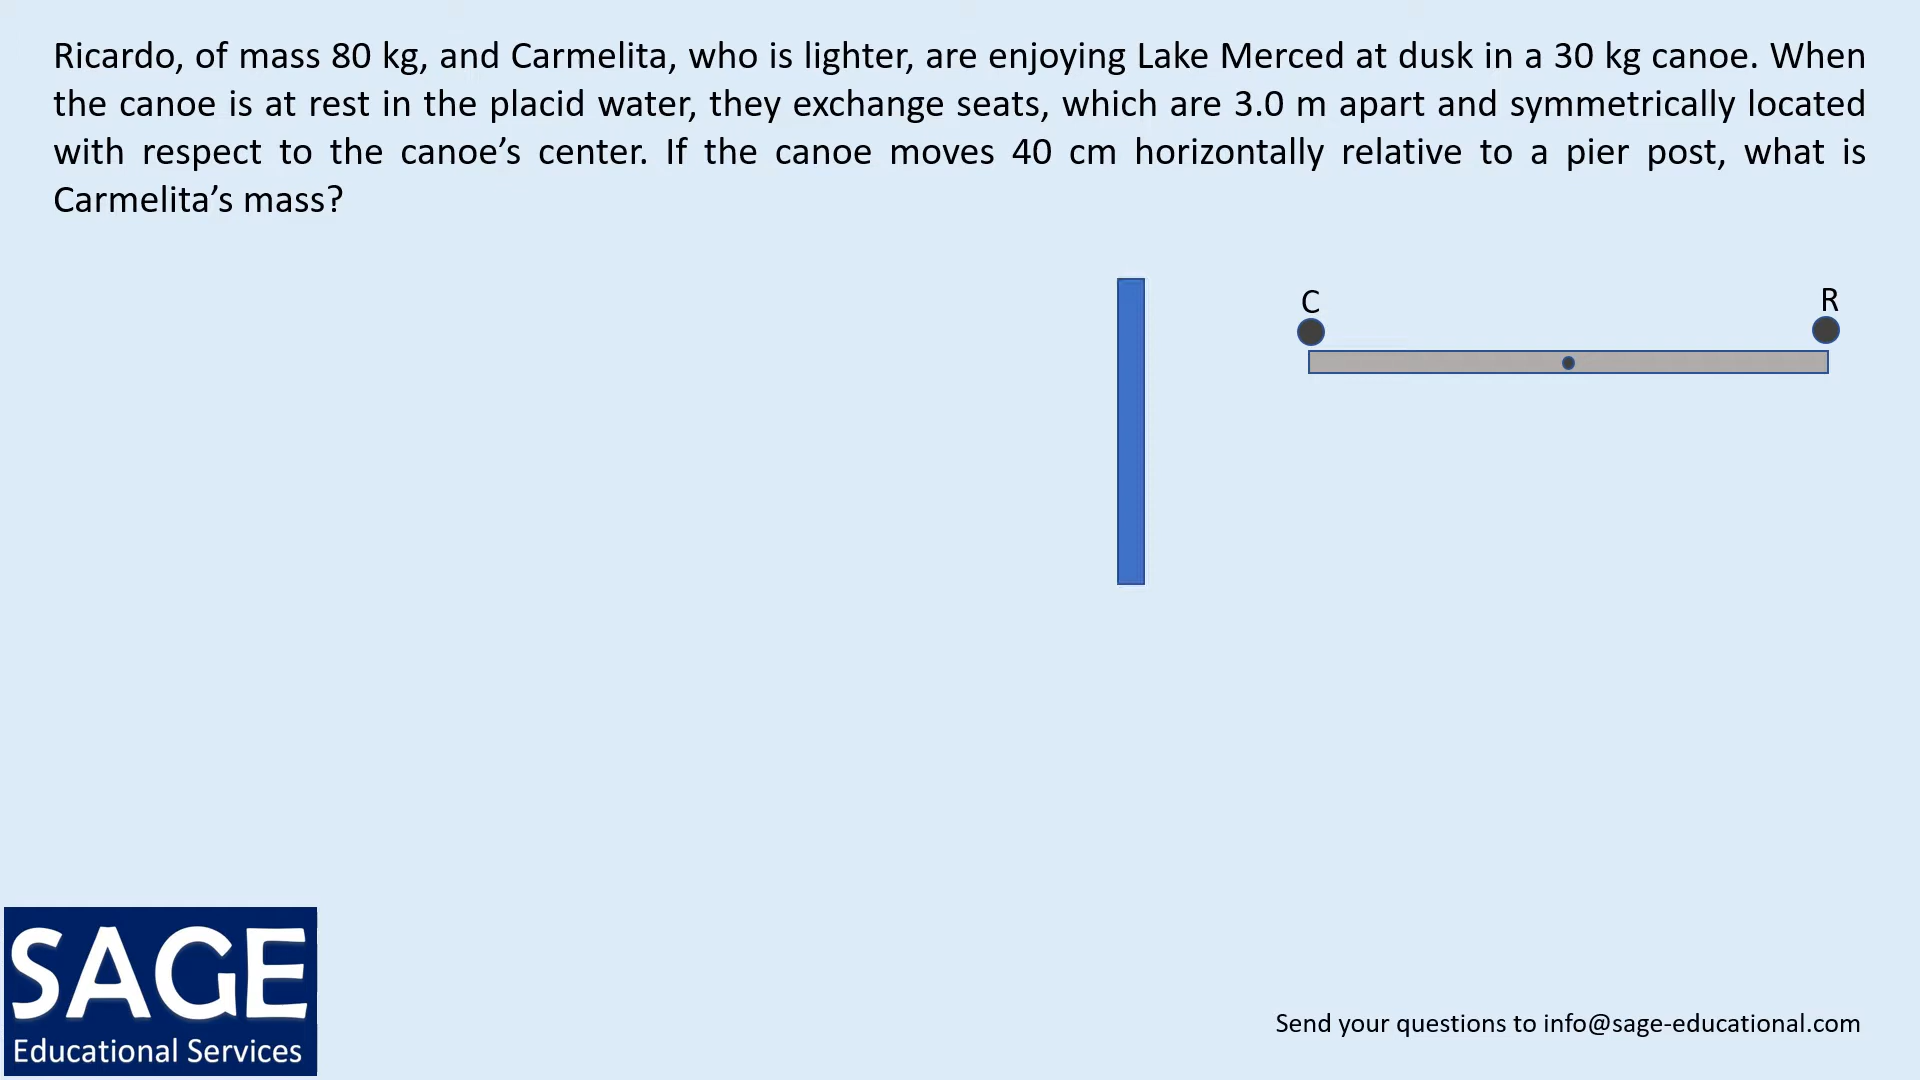 Ricardo, of mass 80 kg, and Carmelita, who is lighter, are enjoying Lake Merced at dusk in a 30 kg canoe. When
the canoe is at rest in the placid water, they exchange seats, which are 3.0 m apart and symmetrically located
with respect to the canoe’s center. If the canoe moves 40 cm horizontally relative to a pier post, what is
Carmelita’s mass?
C
R
SAGE
Educational Services
Send your questions to info@sage-educational.com